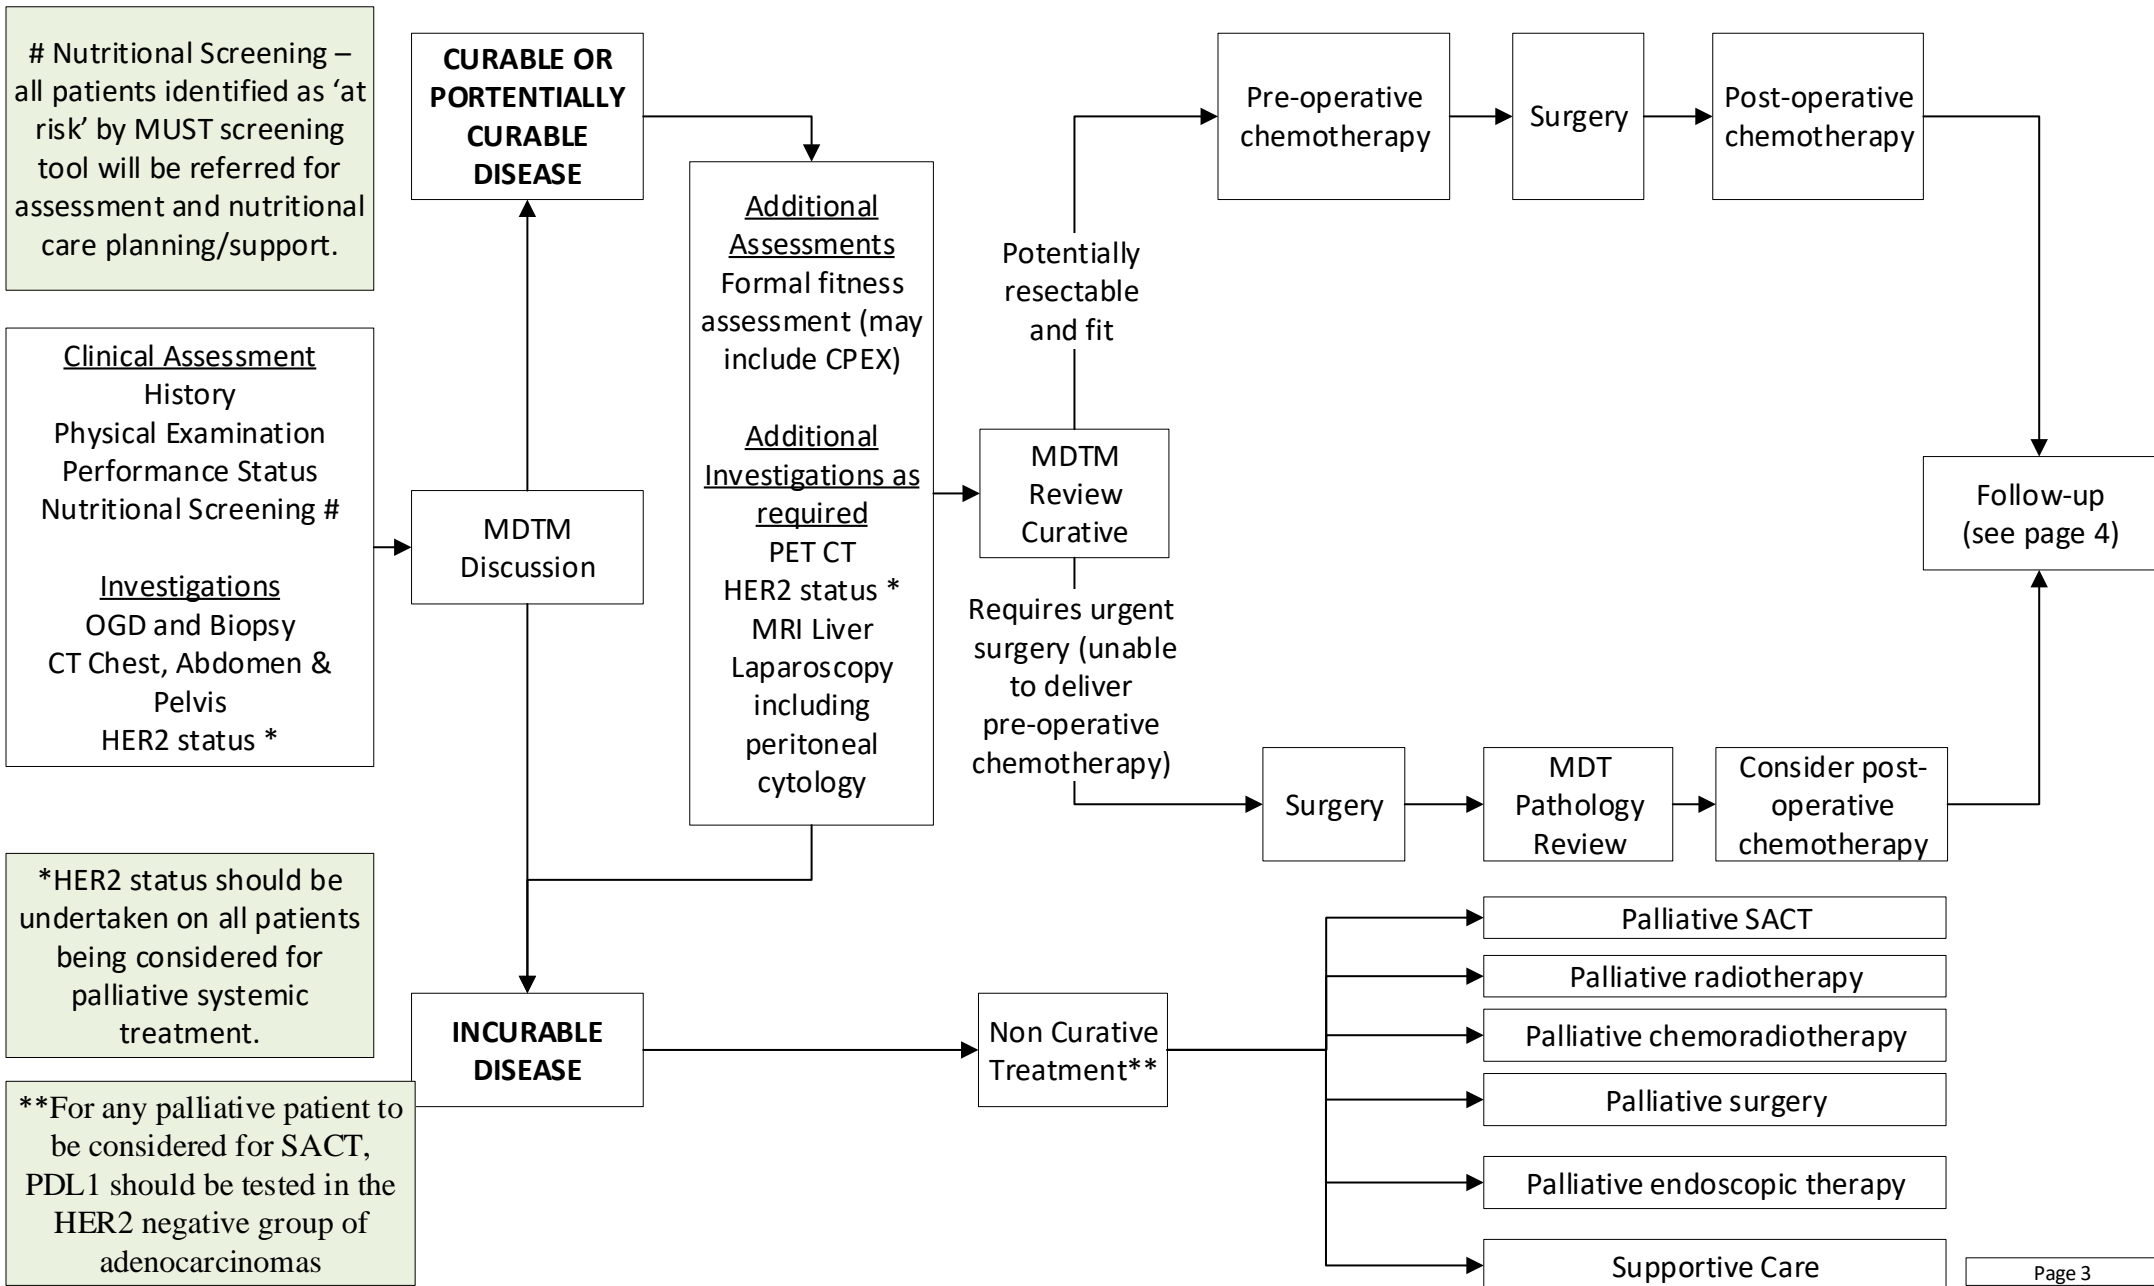 # Nutritional Screening –
all patients identified as ‘at
risk’ by MUST screening
tool will be referred for
assessment and nutritional
care planning/support.
Clinical Assessment
History
Physical Examination
Performance Status
Nutritional Screening #
Investigations
OGD and Biopsy
CT Chest, Abdomen &
Pelvis
HER2 status *
*HER2 status should be
undertaken on all patients
being considered for
palliative systemic
treatment.
**For any palliative patient to
be considered for SACT,
PDL1 should be tested in the
HER2 negative group of
adenocarcinomas
MDTM
Discussion
CURABLE OR
PORTENTIALLY
CURABLE
DISEASE
Additional
Assessments
Formal fitness
assessment (may
include CPEX)
Additional
Investigations as
required
PET CT
HER2 status *
MRI Liver
Laparoscopy
including
peritoneal
cytology
MDTM
Review
Curative
Potentially
resectable
and fit
Pre-operative
chemotherapy
Surgery
Post-operative
chemotherapy
Requires urgent
surgery (unable
to deliver
pre-operative
chemotherapy)
Surgery
MDT
Pathology
Review
Consider post-
operative
chemotherapy
Follow-up
(see page 4)
INCURABLE
DISEASE
Non Curative
Treatment**
Palliative SACT
Palliative radiotherapy
Palliative chemoradiotherapy
Palliative surgery
Palliative endoscopic therapy
Supportive Care
Page 3